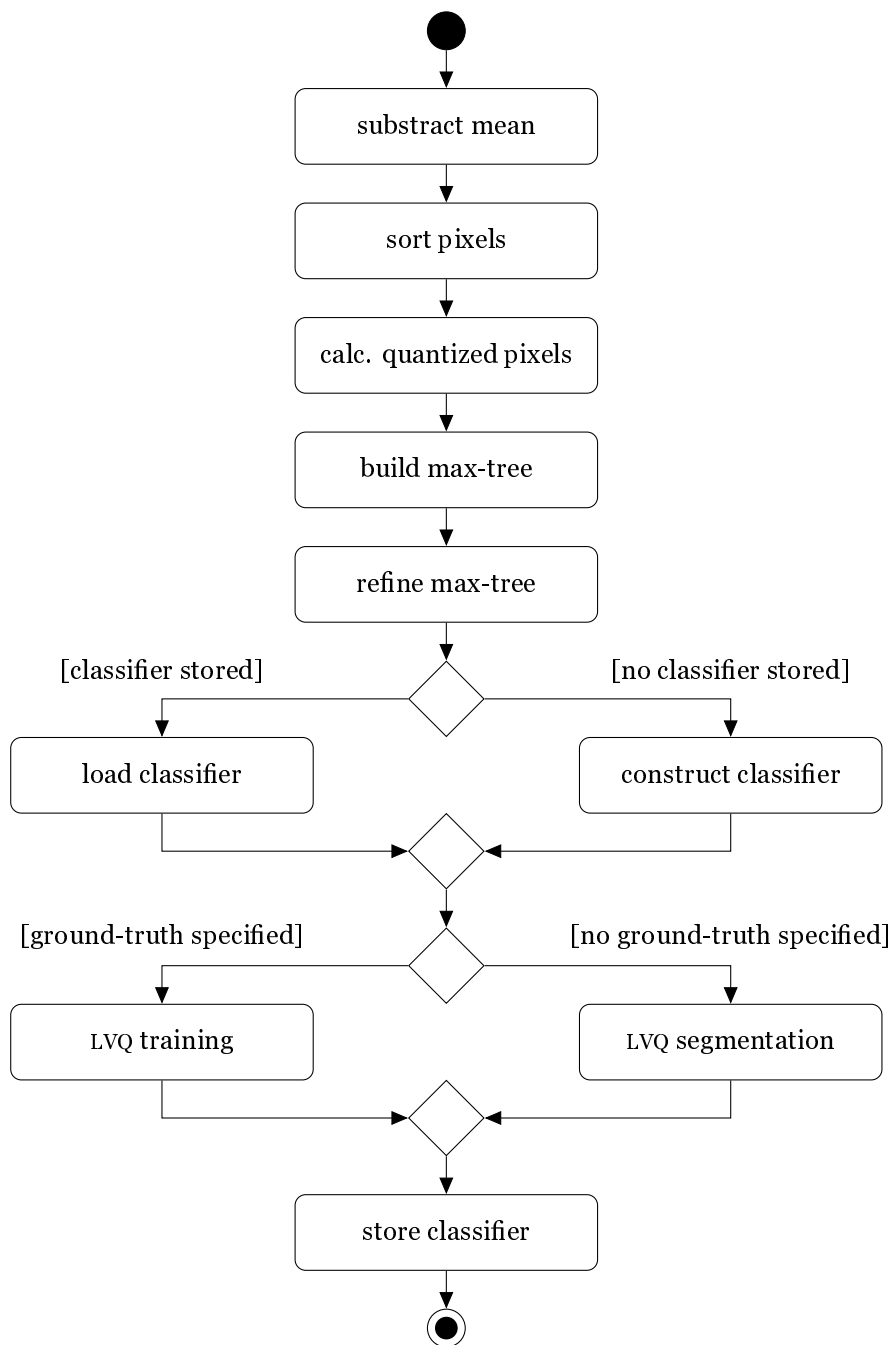 substract mean
sort pixels
calc. quantized pixels
build max-tree
refine max-tree
[classifier stored]
[no classifier stored]
load classifier
construct classifier
[ground-truth specified]
[no ground-truth specified]
LVQ training
LVQ segmentation
store classifier